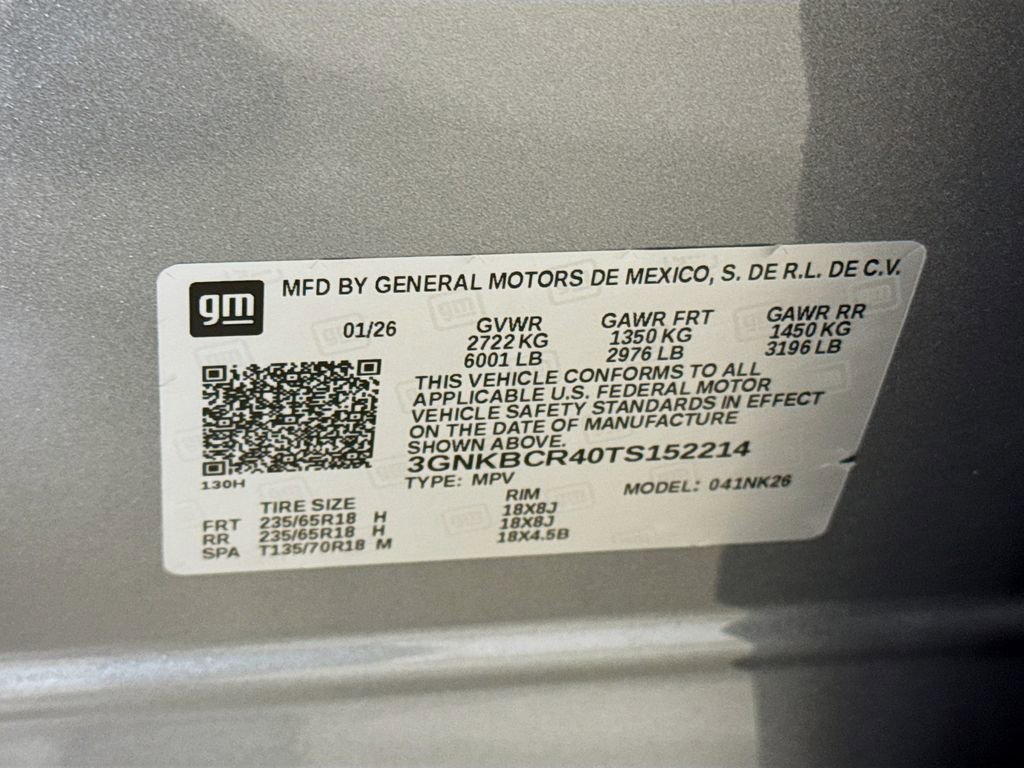 gm
MFD BY GENERAL MOTORS DE MEXICO, S. DE R.L. DE C.V.
01/26 GVWR GAWR FRT GAWR RR
2722 KG 1350 KG 1450 KG
6001 LB 2976 LB 3196 LB
THIS VEHICLE CONFORMS TO ALL
APPLICABLE U.S. FEDERAL MOTOR
VEHICLE SAFETY STANDARDS IN EFFECT
ON THE DATE OF MANUFACTURE
SHOWN ABOVE.
3GNKBCR40TS152214
130H
TYPE: MPV MODEL: 041NK26
TIRE SIZE RIM
FRT 235/65R18 H 18X8J
RR 235/65R18 H 18X8J
SPA T135/70R18 M 18X4.5B